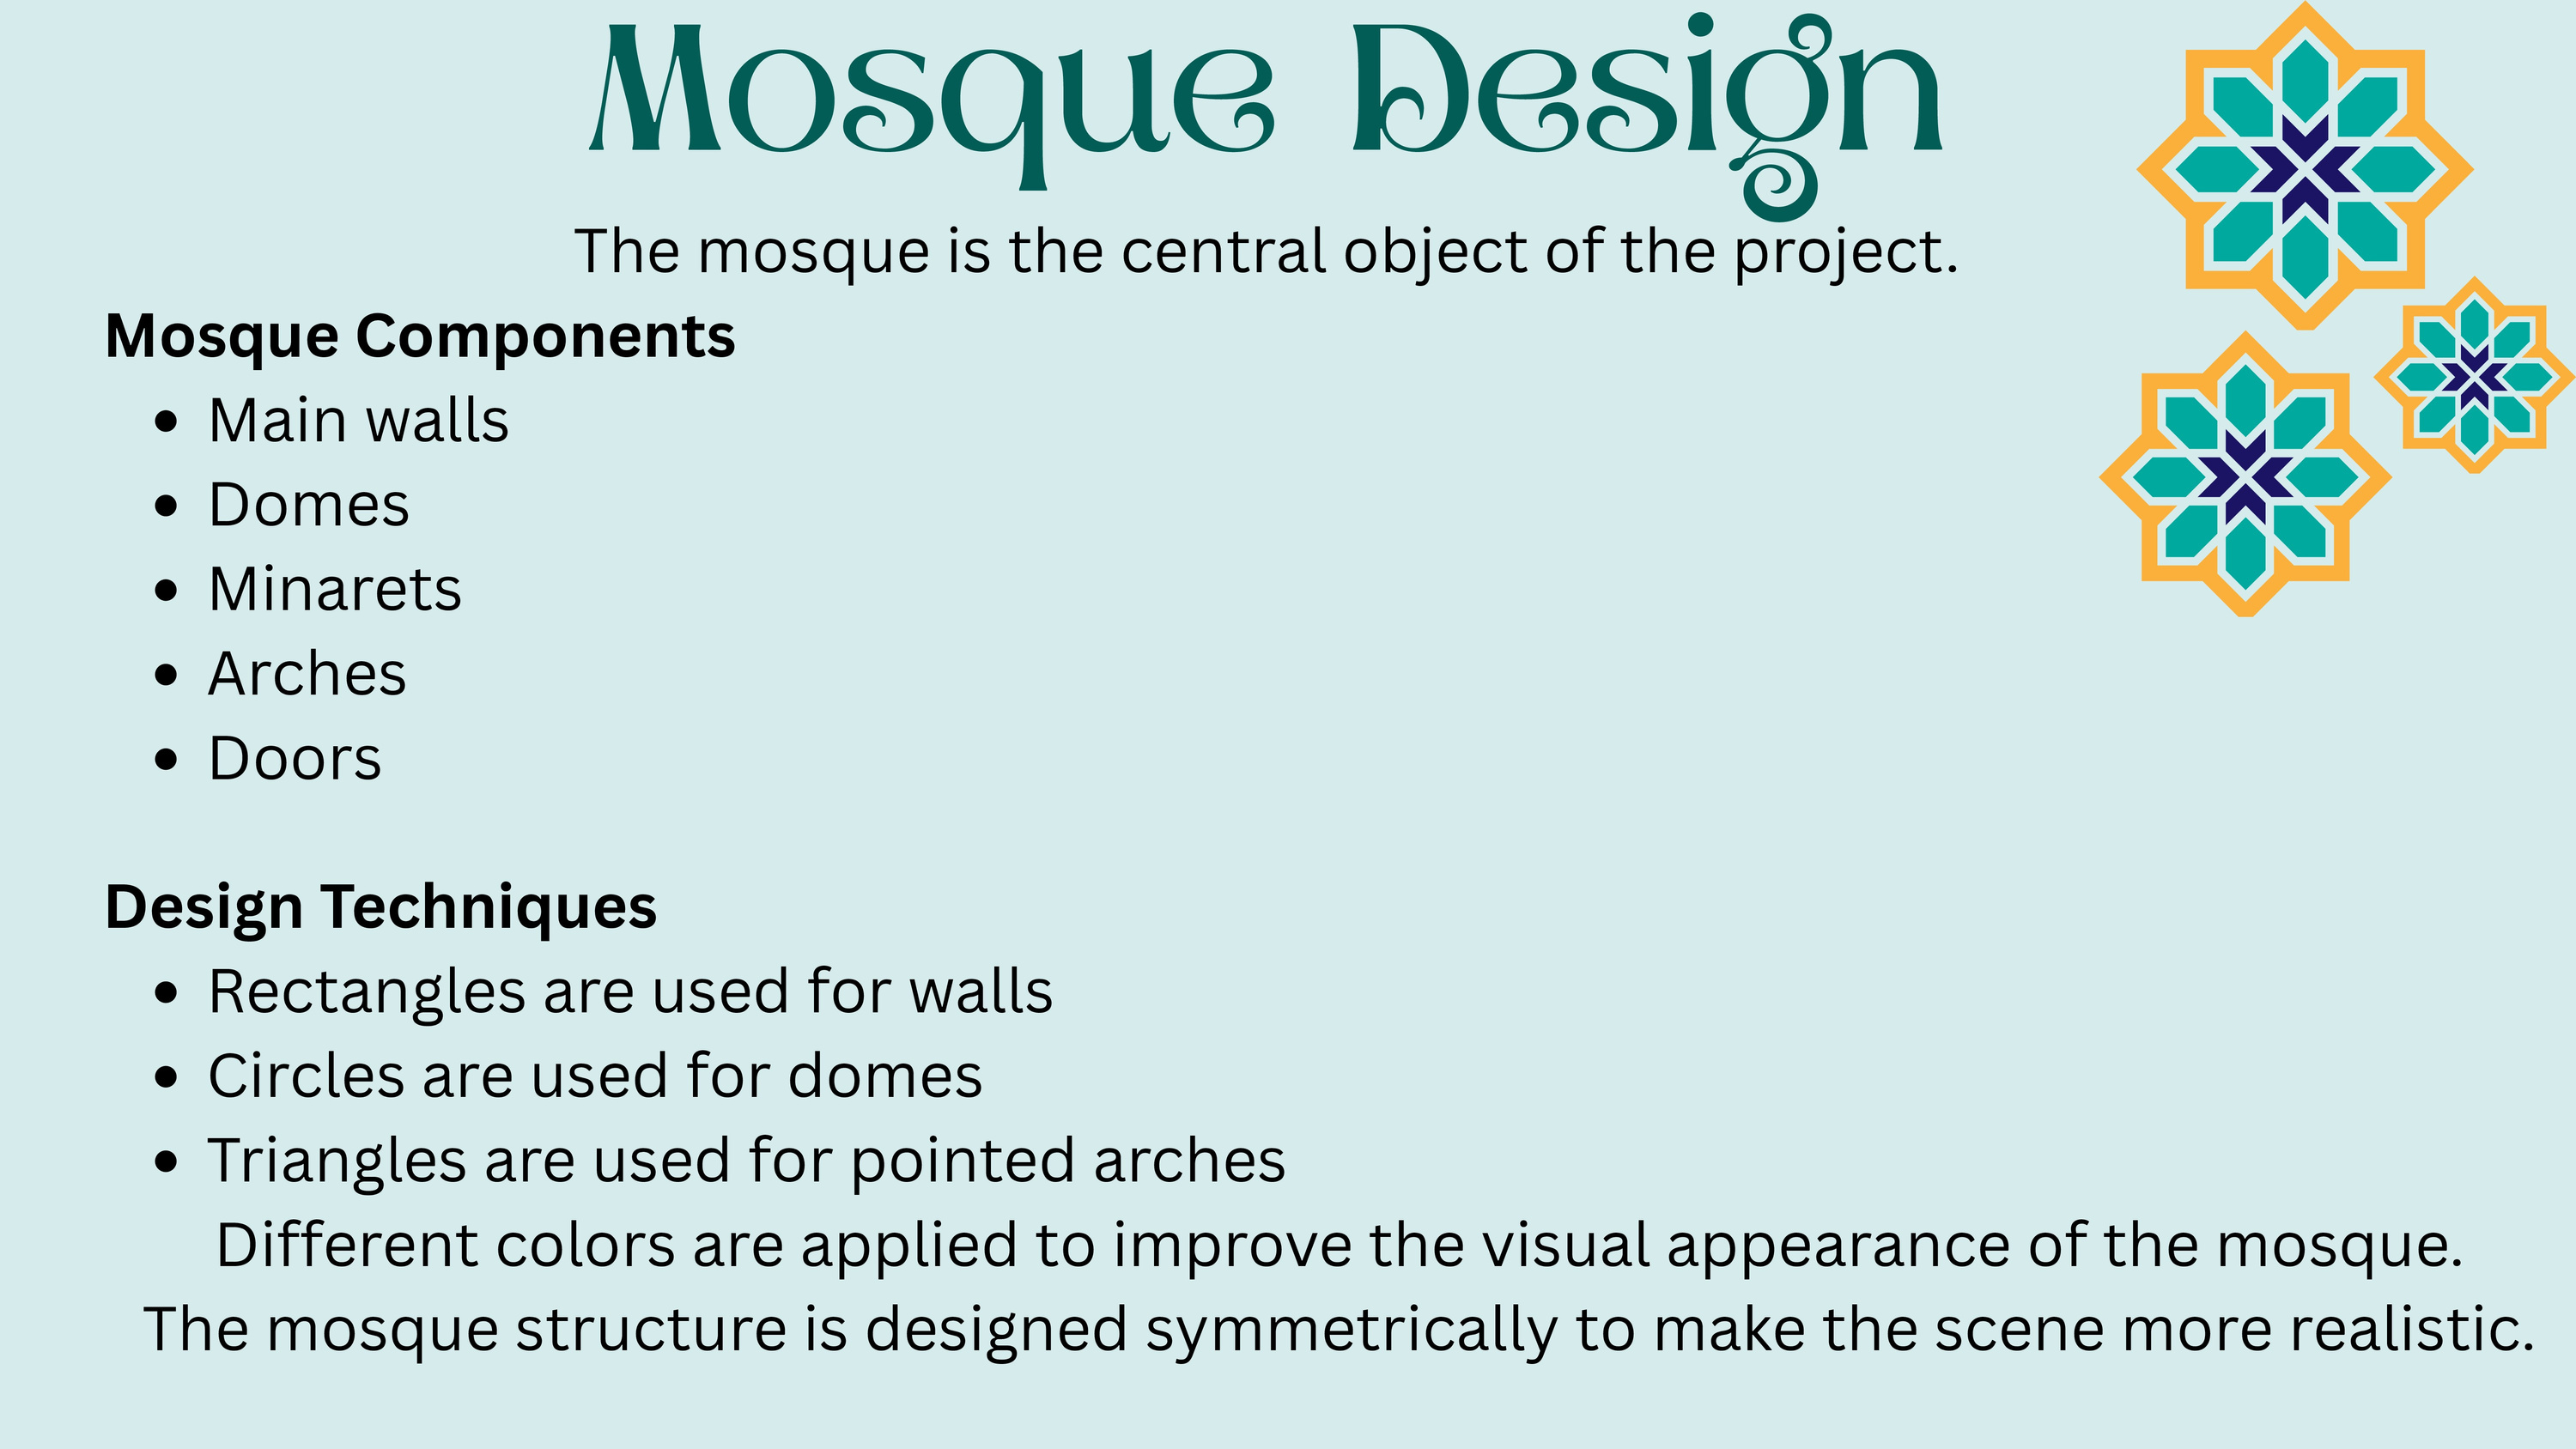 Mosque Design
The mosque is the central object of the project.
Mosque Components
• Main walls
• Domes
• Minarets
• Arches
• Doors
Design Techniques
• Rectangles are used for walls
• Circles are used for domes
• Triangles are used for pointed arches
Different colors are applied to improve the visual appearance of the mosque.
The mosque structure is designed symmetrically to make the scene more realistic.